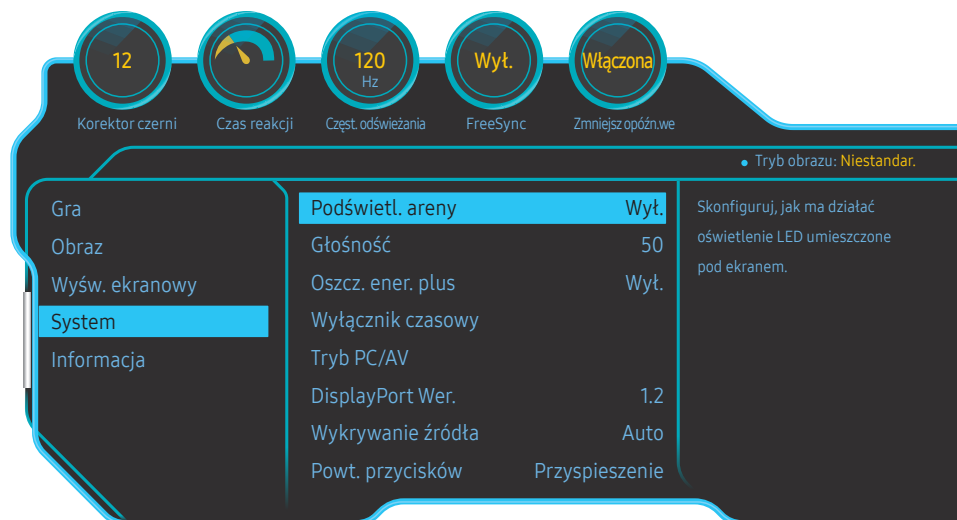 12
120
Hz
Wył.
Włączona
Korektor czerni
Czas reakcji
Częst. odświeżania
FreeSync
Zmniejsz opóźn.we
• Tryb obrazu: Niestandar.
Gra
Obraz
Wyśw. ekranowy
System
Informacja
Podświetl. areny Wył.
Głośność 50
Oszcz. ener. plus Wył.
Wyłącznik czasowy
Tryb PC/AV
DisplayPort Wer. 1.2
Wykrywanie źródła Auto
Powt. przycisków Przyspieszenie
Skonfiguruj, jak ma działać
oświetlenie LED umieszczone
pod ekranem.